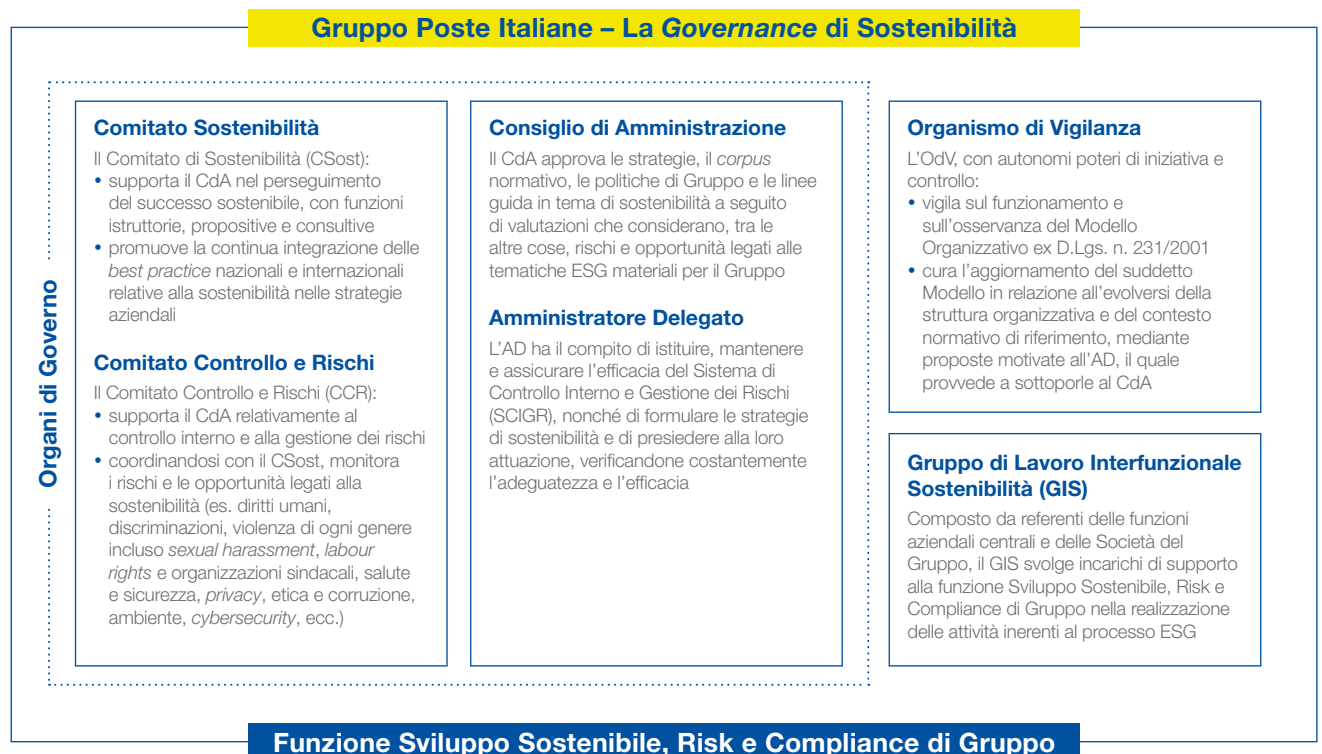 Gruppo Poste Italiane – La Governance di Sostenibilità
Organi di Governo
Comitato Sostenibilità
Il Comitato di Sostenibilità (CSost):
• supporta il CdA nel perseguimento
del successo sostenibile, con funzioni
istruttorie, propositive e consultive
• promuove la continua integrazione delle
best practice nazionali e internazionali
relative alla sostenibilità nelle strategie
aziendali
Comitato Controllo e Rischi
Il Comitato Controllo e Rischi (CCR):
• supporta il CdA relativamente al
controllo interno e alla gestione dei rischi
• coordinandosi con il CSost, monitora
i rischi e le opportunità legati alla
sostenibilità (es. diritti umani,
discriminazioni, violenza di ogni genere
incluso sexual harassment, labour
rights e organizzazioni sindacali, salute
e sicurezza, privacy, etica e corruzione,
ambiente, cybersecurity, ecc.)
Consiglio di Amministrazione
Il CdA approva le strategie, il corpus
normativo, le politiche di Gruppo e le linee
guida in tema di sostenibilità a seguito
di valutazioni che considerano, tra le
altre cose, rischi e opportunità legati alle
tematiche ESG materiali per il Gruppo
Amministratore Delegato
L’AD ha il compito di istituire, mantenere
e assicurare l’efficacia del Sistema di
Controllo Interno e Gestione dei Rischi
(SCIGR), nonché di formulare le strategie
di sostenibilità e di presiedere alla loro
attuazione, verificandone costantemente
l’adeguatezza e l’efficacia
Organismo di Vigilanza
L’OdV, con autonomi poteri di iniziativa e
controllo:
• vigila sul funzionamento e
sull’osservanza del Modello
Organizzativo ex D.Lgs. n. 231/2001
• cura l’aggiornamento del suddetto
Modello in relazione all’evolversi della
struttura organizzativa e del contesto
normativo di riferimento, mediante
proposte motivate all’AD, il quale
provvede a sottoporle al CdA
Gruppo di Lavoro Interfunzionale
Sostenibilità (GIS)
Composto da referenti delle funzioni
aziendali centrali e delle Società del
Gruppo, il GIS svolge incarichi di supporto
alla funzione Sviluppo Sostenibile, Risk e
Compliance di Gruppo nella realizzazione
delle attività inerenti al processo ESG
Funzione Sviluppo Sostenibile, Risk e Compliance di Gruppo